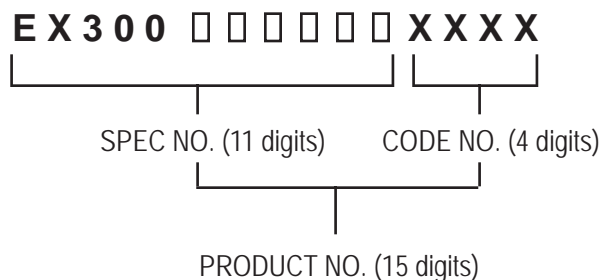 EX300 □□□□□□ XXXX
SPEC NO. (11 digits) CODE NO. (4 digits)
PRODUCT NO. (15 digits)